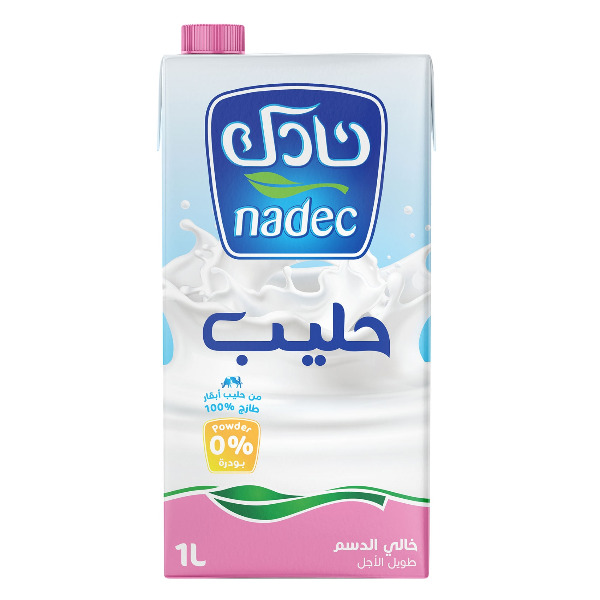 نادك
nadec
حليب
من حليب أبقار
طازج 100%
Powder
0%
بودرة
خالي الدسم
طويل الأجل
1L